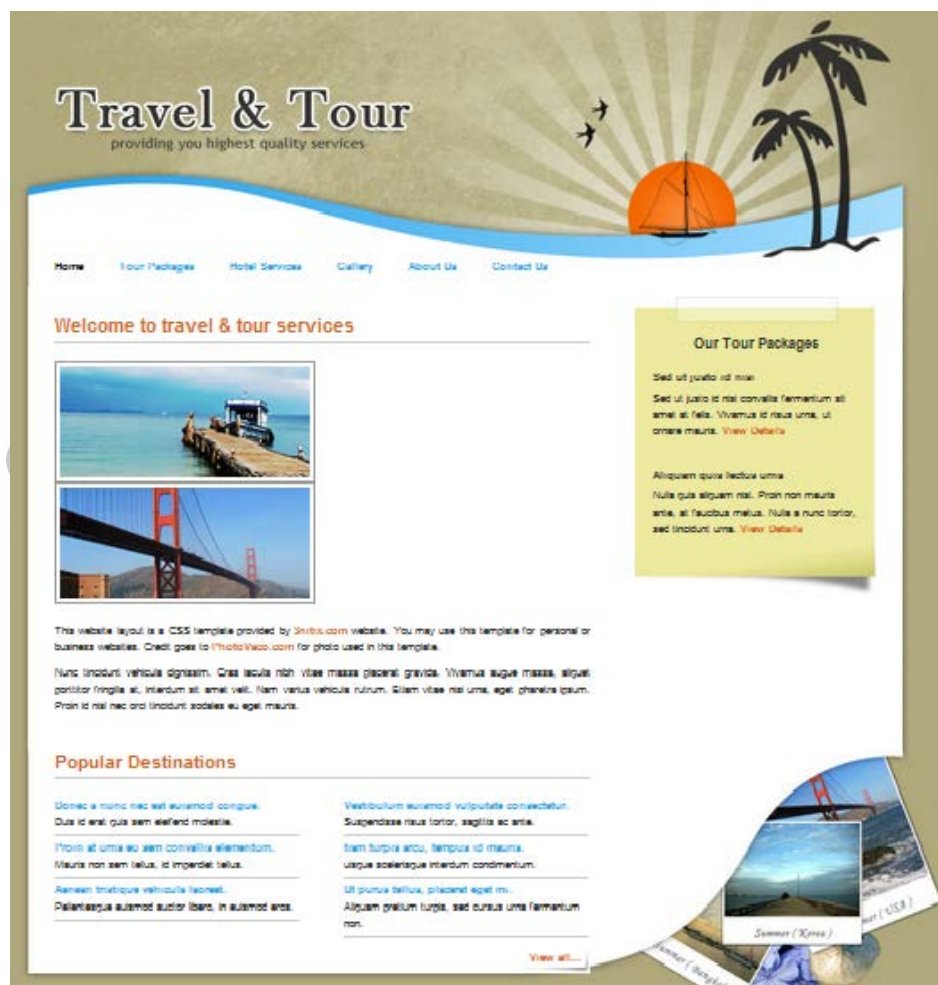 Travel & Tour
providing you highest quality services
Home Tour Packages Hotel Services Gallery About Us Contact Us
Welcome to travel & tour services
This website layout is a CSS template provided by website. You may use this template for personal or
business websites. Credit goes to PhotoVaco.com for photo used in this template.
Nunc tincidunt vehicula dignissim. Cras iaculis nibh vitae massa placerat gravida. Vivamus augue massa, aliquet
porttitor fringilla at, interdum sit amet velit. Nam varius vehicula rutrum. Etiam vitae nisi urna, eget pharetra ipsum.
Proin id nisl nec orci tincidunt sodales eu eget mauris.
Popular Destinations
Donec a nunc nec est euismod congue.
Duis id erat quis sem eleifend molestie.
Proin at urna eu sem convallis elementum.
Mauris non sem tellus, id imperdiet tellus.
Aenean tristique vehicula laoreet.
Pellentesque euismod auctor libero, in euismod eros.
Vestibulum euismod vulputate consectetur.
Suspendisse risus tortor, sagittis ac ante.
tiam turpis arcu, tempus id mauris.
uisque scelerisque interdum condimentum.
Ut purus tellus, placerat eget mi.
Aliquam pretium turpis, sed cursus urna fermentum
non.
View all...
Our Tour Packages
Sed ut justo id nisi
Sed ut justo id nisl convallis fermentum sit
amet at felis. Vivamus id risus urna, ut
ornare mauris. View Details
Aliquam quis lectus urna
Nulla quis aliquam nisl. Proin non mauris
ante, at faucibus metus. Nulla a nunc tortor,
sed tincidunt urna. View Details
Summer ( Korea )
( USA )